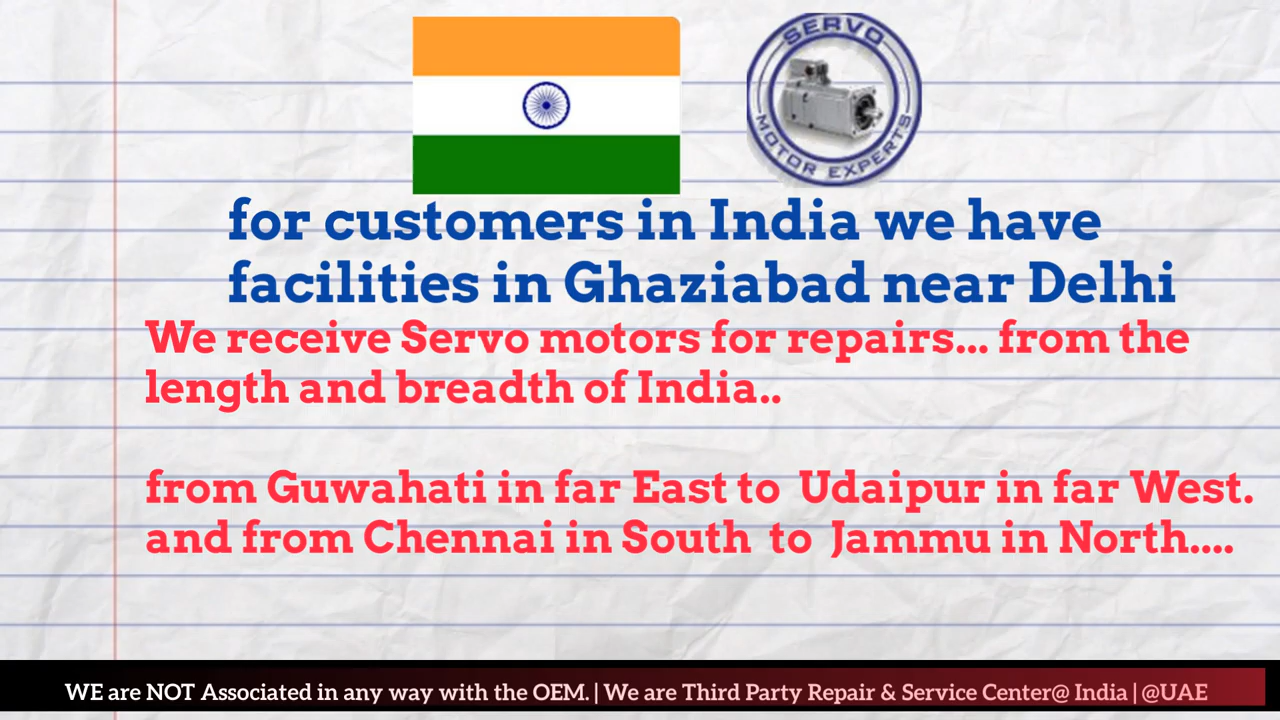 SERVO
MOTOR EXPERTS
for customers in India we have
facilities in Ghaziabad near Delhi
We receive Servo motors for repairs... from the
length and breadth of India..
from Guwahati in far East to Udaipur in far West.
and from Chennai in South to Jammu in North....
WE are NOT Associated in any way with the OEM. | We are Third Party Repair & Service Center@ India | @UAE